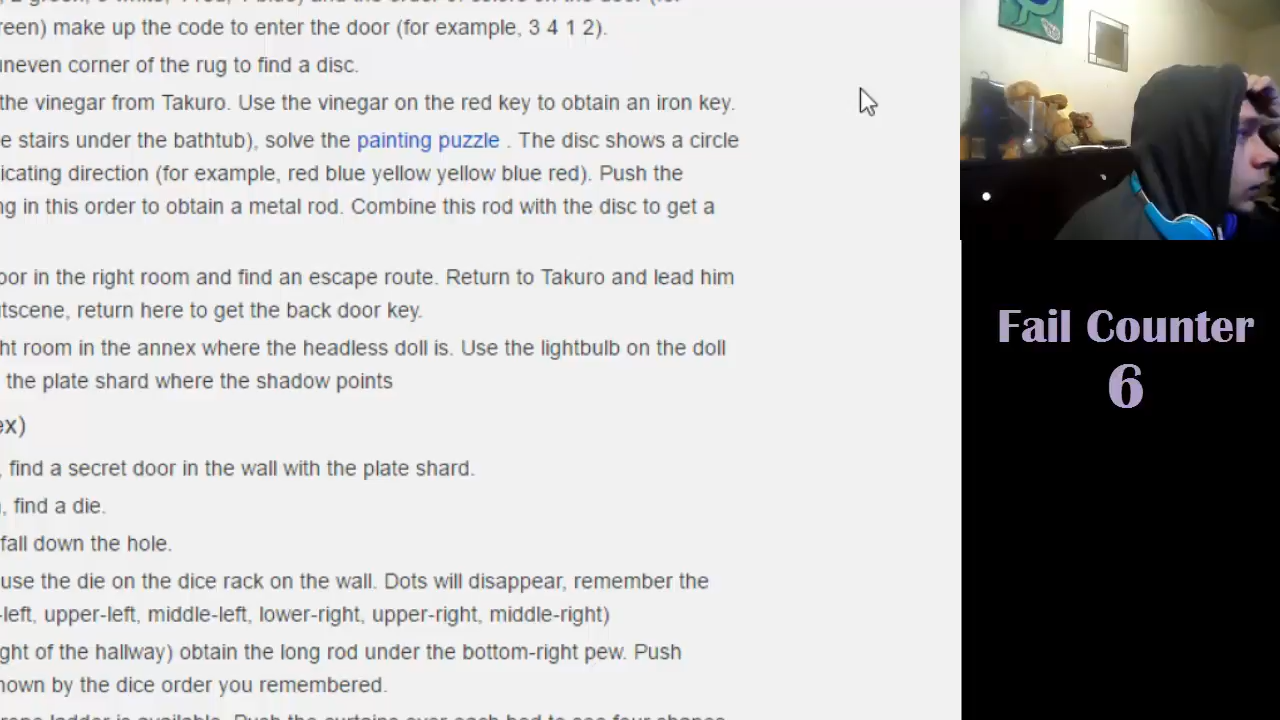 reen) make up the code to enter the door (for example, 3 4 1 2).
uneven corner of the rug to find a disc.
the vinegar from Takuro. Use the vinegar on the red key to obtain an iron key.
e stairs under the bathtub), solve the painting puzzle . The disc shows a circle
icating direction (for example, red blue yellow yellow blue red). Push the
ng in this order to obtain a metal rod. Combine this rod with the disc to get a
oor in the right room and find an escape route. Return to Takuro and lead him
utscene, return here to get the back door key.
ht room in the annex where the headless doll is. Use the lightbulb on the doll
the plate shard where the shadow points
ex)
, find a secret door in the wall with the plate shard.
, find a die.
fall down the hole.
use the die on the dice rack on the wall. Dots will disappear, remember the
-left, upper-left, middle-left, lower-right, upper-right, middle-right)
ght of the hallway) obtain the long rod under the bottom-right pew. Push
hown by the dice order you remembered.
Fail Counter
6